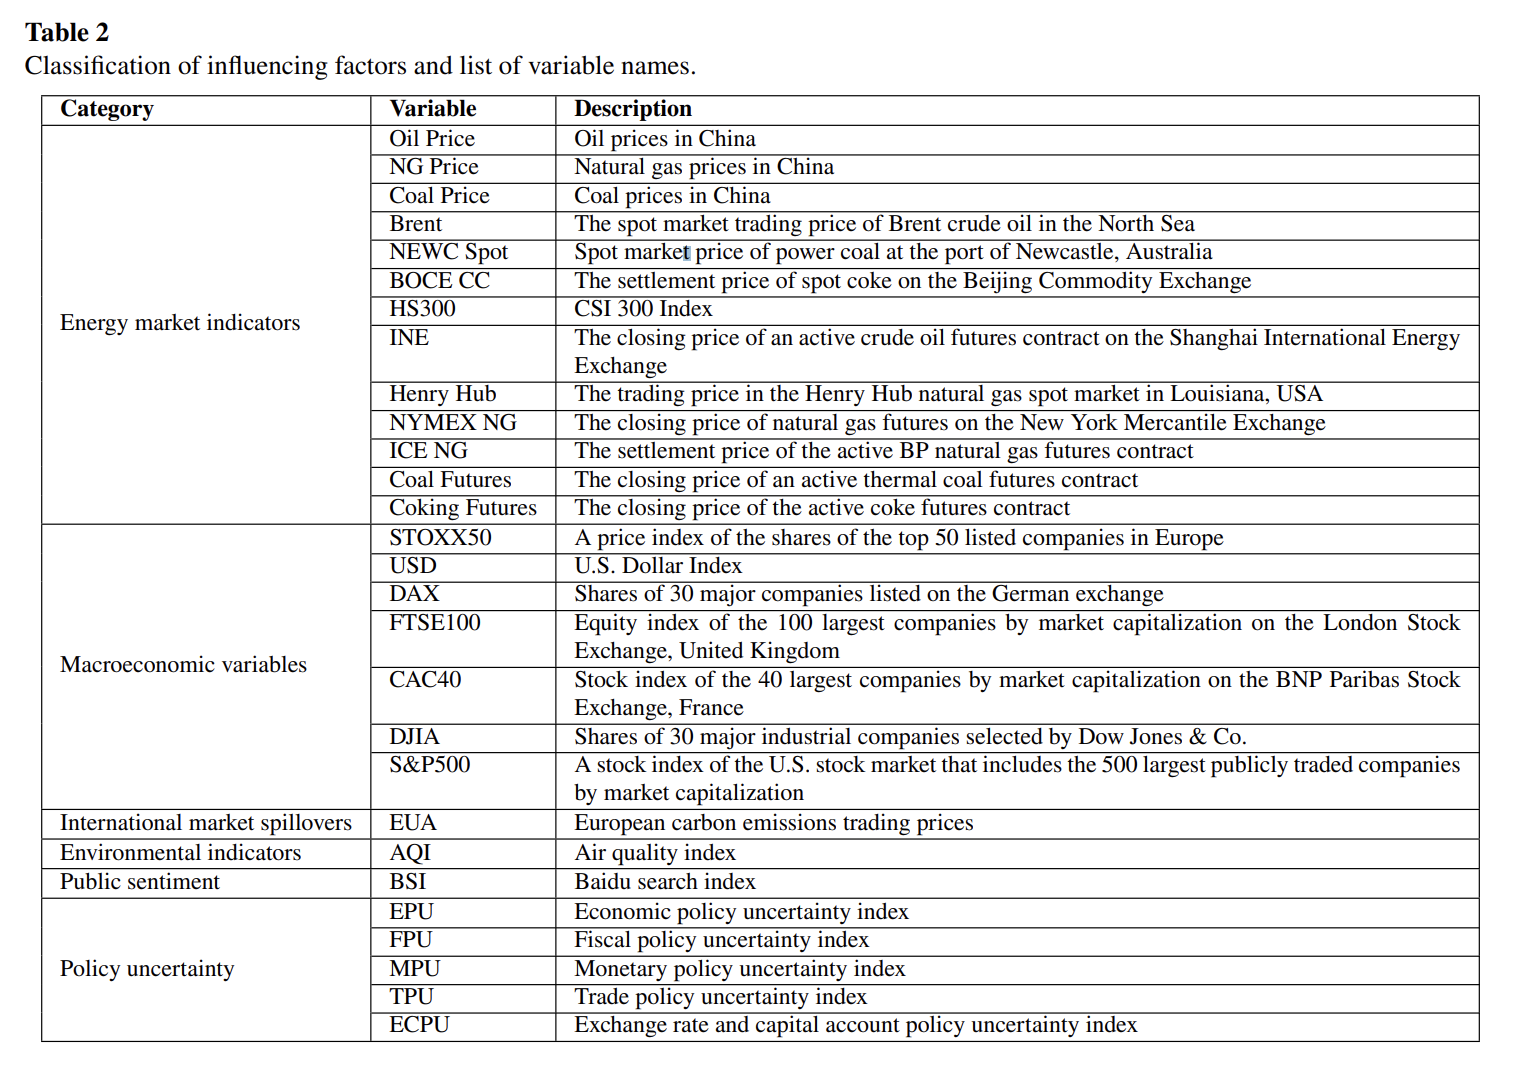 Table 2
Classification of influencing factors and list of variable names.
Category Variable Description
Energy market indicators
Oil Price Oil prices in China
NG Price Natural gas prices in China
Coal Price Coal prices in China
Brent The spot market trading price of Brent crude oil in the North Sea
NEWC Spot Spot market price of power coal at the port of Newcastle, Australia
BOCE CC The settlement price of spot coke on the Beijing Commodity Exchange
HS300 CSI 300 Index
INE The closing price of an active crude oil futures contract on the Shanghai International Energy
Exchange
Henry Hub The trading price in the Henry Hub natural gas spot market in Louisiana, USA
NYMEX NG The closing price of natural gas futures on the New York Mercantile Exchange
ICE NG The settlement price of the active BP natural gas futures contract
Coal Futures The closing price of an active thermal coal futures contract
Coking Futures The closing price of the active coke futures contract
Macroeconomic variables
STOXX50 A price index of the shares of the top 50 listed companies in Europe
USD U.S. Dollar Index
DAX Shares of 30 major companies listed on the German exchange
FTSE100 Equity index of the 100 largest companies by market capitalization on the London Stock
Exchange, United Kingdom
CAC40 Stock index of the 40 largest companies by market capitalization on the BNP Paribas Stock
Exchange, France
DJIA Shares of 30 major industrial companies selected by Dow Jones & Co.
S&P500 A stock index of the U.S. stock market that includes the 500 largest publicly traded companies
by market capitalization
International market spillovers EUA European carbon emissions trading prices
Environmental indicators AQI Air quality index
Public sentiment BSI Baidu search index
Policy uncertainty
EPU Economic policy uncertainty index
FPU Fiscal policy uncertainty index
MPU Monetary policy uncertainty index
TPU Trade policy uncertainty index
ECPU Exchange rate and capital account policy uncertainty index